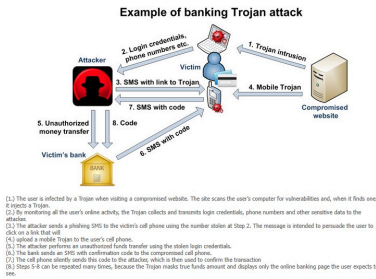 Example of banking Trojan attack
2. Login credentials,
phone numbers etc.
1. Trojan intrusion
Attacker
Victim
3. SMS with link to Trojan
4. Mobile Trojan
7. SMS with code
Compromised
website
5. Unauthorized
money transfer
8. Code
6. SMS with code
Victim's bank
BANK
(1.) The user is infected by a Trojan when visiting a compromised website. The site scans the user's computer for vulnerabilities and, when it finds one,
it injects a Trojan.
(2.) By monitoring all the user's online activity, the Trojan collects and transmits login credentials, phone numbers and other sensitive data to the
attacker.
(3.) The attacker sends a phishing SMS to the victim's cell phone using the number stolen at Step 2. The message is intended to persuade the user to
click on a link that will
(4.) upload a mobile Trojan to the user's cell phone.
(5.) The attacker performs an unauthorized funds transfer using the stolen login credentials.
(6.) The bank sends an SMS with confirmation code to the compromised cell phone.
(7.) The cell phone silently sends this code to the attacker, which is then used to confirm the transaction
(8.) Steps 5-8 can be repeated many times, because the Trojan masks true funds amount and displays only the online banking page the user expects to
see.